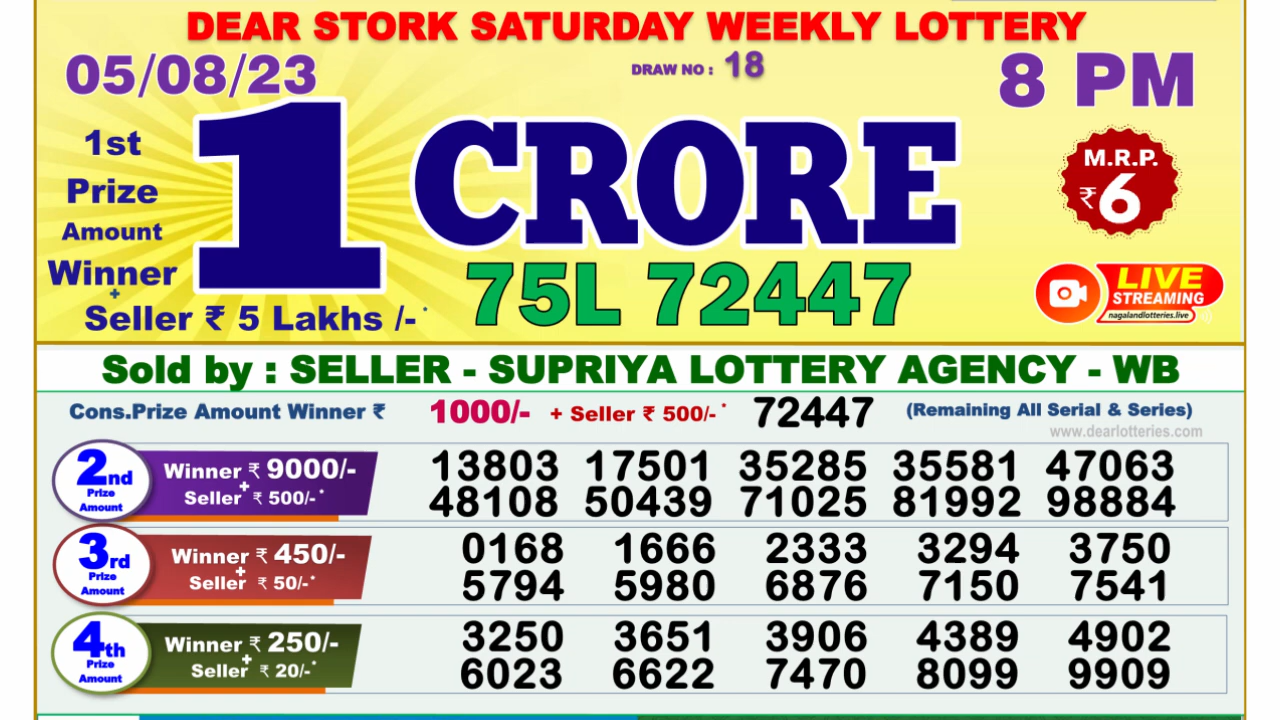 DEAR STORK SATURDAY WEEKLY LOTTERY
05/08/23
DRAW NO : 18
8 PM
1st
Prize
Amount
Winner
+
Seller ₹ 5 Lakhs /-*
1 CRORE
75L 72447
M.R.P.
₹6
LIVE
STREAMING
nagalandlotteries.live
Sold by : SELLER - SUPRIYA LOTTERY AGENCY - WB
Cons.Prize Amount Winner ₹ 1000/- + Seller ₹ 500/-* 72447 (Remaining All Serial & Series)
www.dearlotteries.com
2nd
Prize
Amount
Winner ₹ 9000/-
+
Seller ₹ 500/-*
13803 17501 35285 35581 47063
48108 50439 71025 81992 98884
3rd
Prize
Amount
Winner ₹ 450/-
+
Seller ₹ 50/-*
0168 1666 2333 3294 3750
5794 5980 6876 7150 7541
4th
Prize
Amount
Winner ₹ 250/-
+
Seller ₹ 20/-*
3250 3651 3906 4389 4902
6023 6622 7470 8099 9909